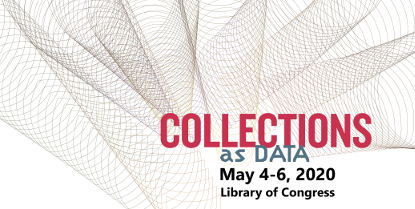 COLLECTIONS
as DATA
May 4-6, 2020
Library of Congress